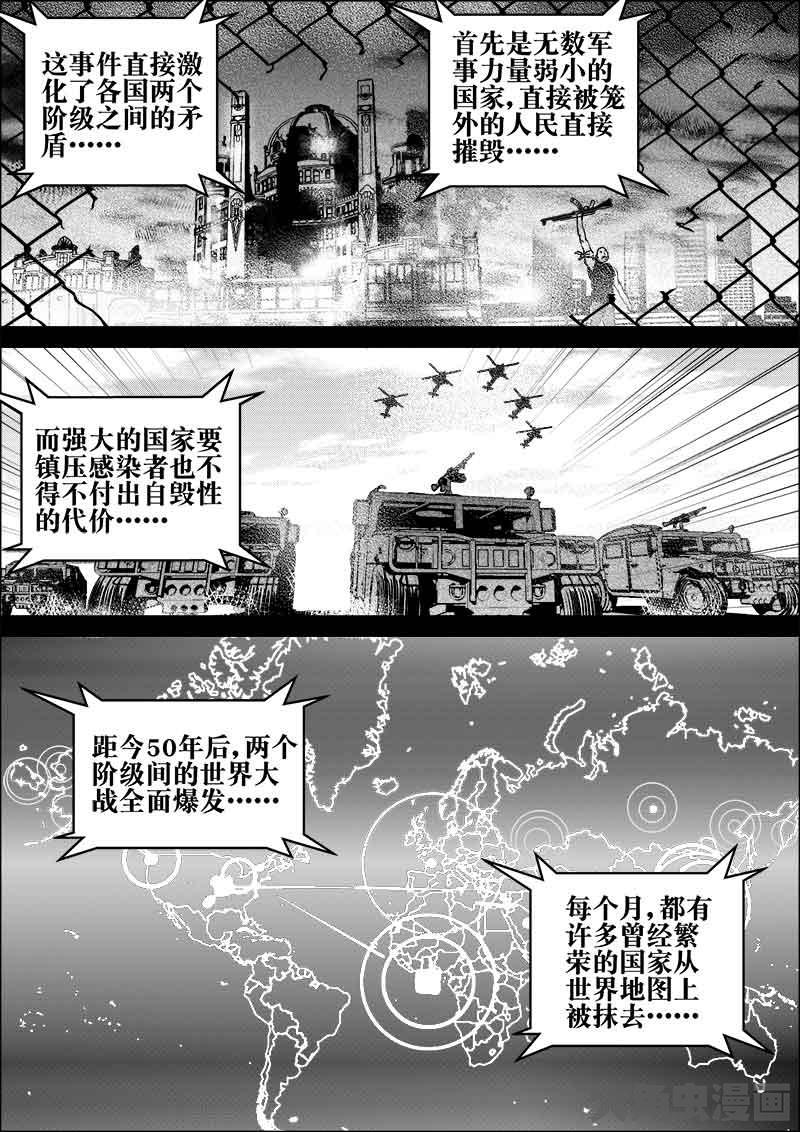 这事件直接激
化了各国两个
阶级之间的矛
盾……
首先是无数军
事力量弱小的
国家，直接被笼
外的人民直接
摧毁……
而强大的国家要
镇压感染者也不
得不付出自毁性
的代价……
距今50年后，两个
阶级间的世界大
战全面爆发……
每个月，都有
许多曾经繁
荣的国家从
世界地图上
被抹去……